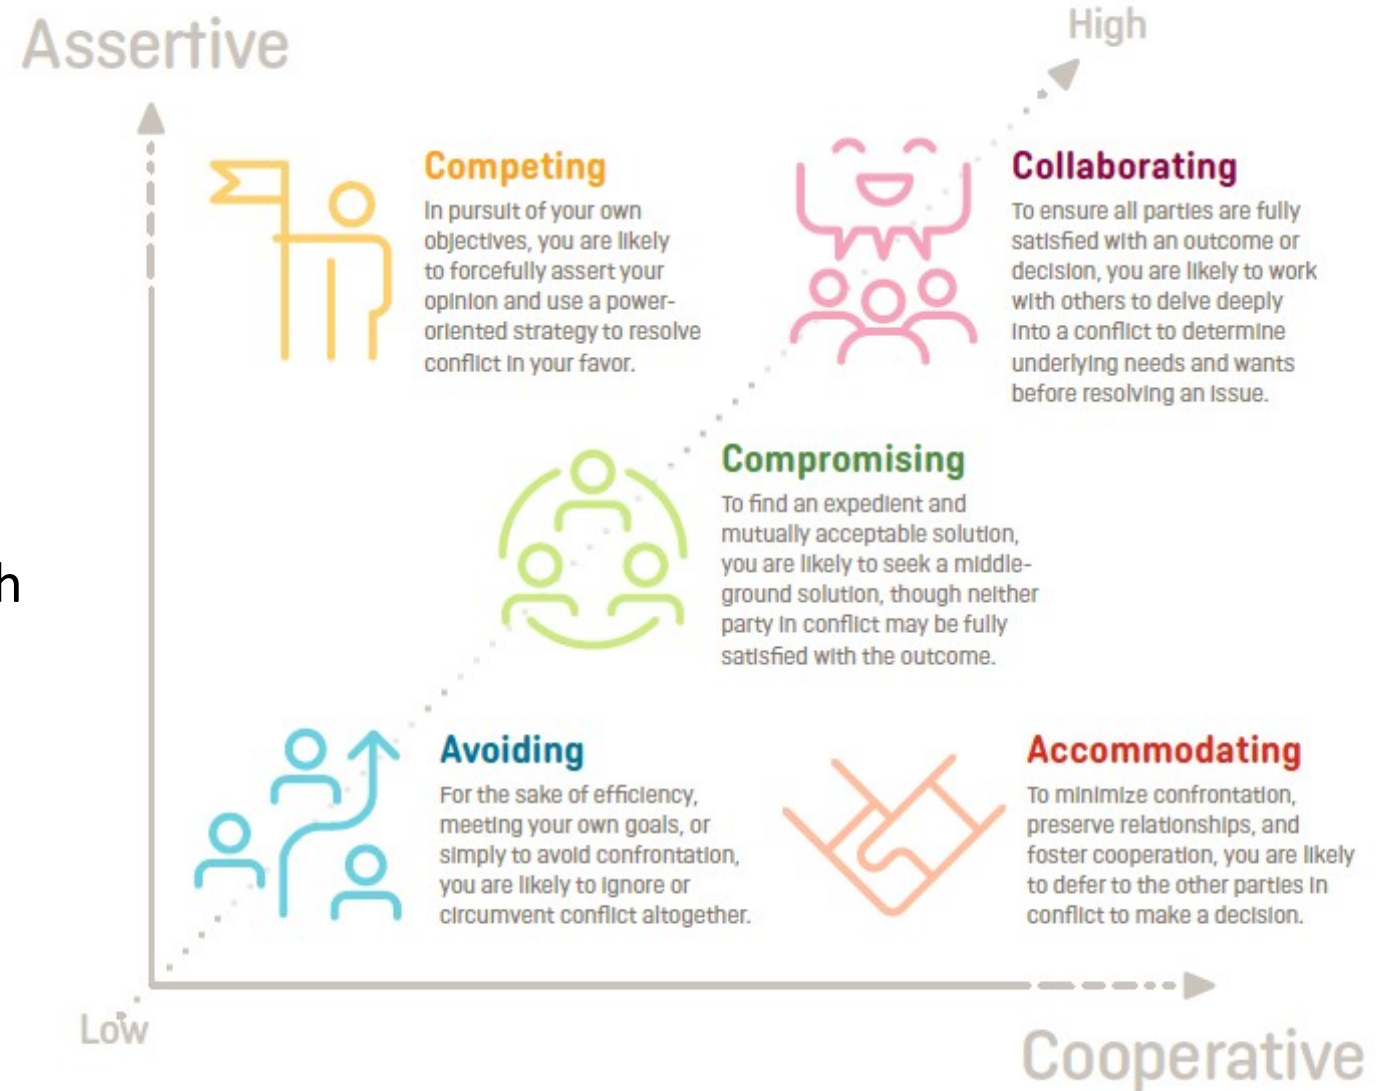 Assertive
High
Competing
In pursuit of your own
objectives, you are likely
to forcefully assert your
opinion and use a power-
oriented strategy to resolve
conflict in your favor.
Collaborating
To ensure all parties are fully
satisfied with an outcome or
decision, you are likely to work
with others to delve deeply
into a conflict to determine
underlying needs and wants
before resolving an issue.
Compromising
To find an expedient and
mutually acceptable solution,
you are likely to seek a middle-
ground solution, though neither
party in conflict may be fully
satisfied with the outcome.
h
Avoiding
For the sake of efficiency,
meeting your own goals, or
simply to avoid confrontation,
you are likely to ignore or
circumvent conflict altogether.
Accommodating
To minimize confrontation,
preserve relationships, and
foster cooperation, you are likely
to defer to the other parties in
conflict to make a decision.
Low
Cooperative